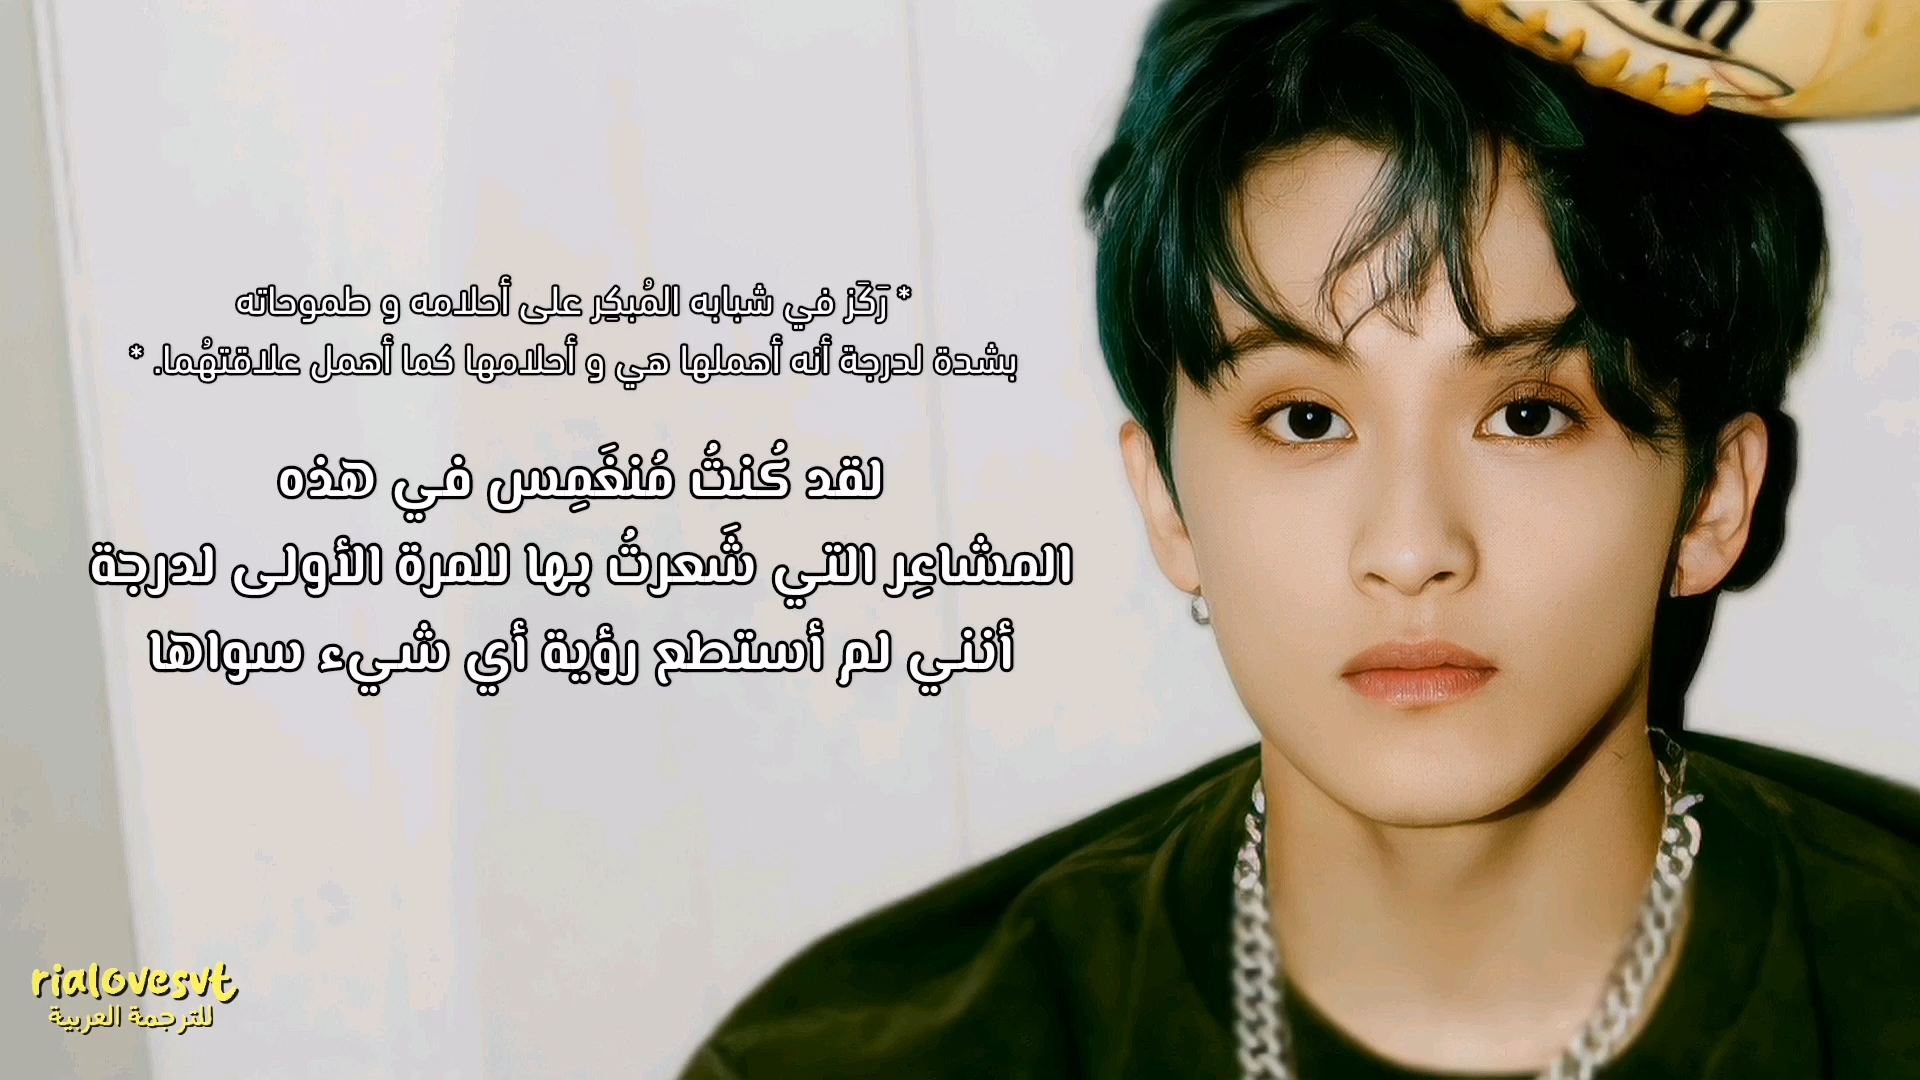 * رَكَز في شبابه المُبكِر على أحلامه و طموحاته
بشدة لدرجة أنه أهملها هي و أحلامها كما أهمل علاقتهُما. *
لقد كُنتُ مُنغَمِس في هذه
المشاعِر التي شَعرتُ بها للمرة الأولى لدرجة
أنني لم أستطع رؤية أي شيء سواها
rialovesvt
للترجمة العربية